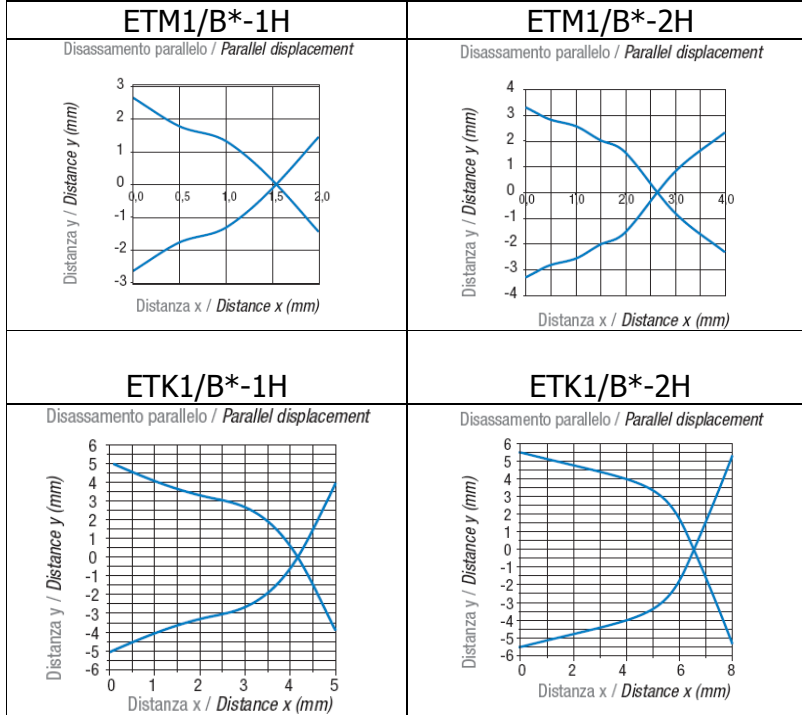 ETM1/B*-1H
Disassamento parallelo / Parallel displacement
3
2
1
0
-1
-2
-3
0,0 0,5 1,0 1,5 2,0
Distanza y / Distance y (mm)
Distanza x / Distance x (mm)
ETM1/B*-2H
Disassamento parallelo / Parallel displacement
4
3
2
1
0
-1
-2
-3
-4
0,0 1,0 2,0 3,0 4,0
Distanza y / Distance y (mm)
Distanza x / Distance x (mm)
ETK1/B*-1H
Disassamento parallelo / Parallel displacement
6
5
4
3
2
1
0
-1
-2
-3
-4
-5
-6
0 1 2 3 4 5
Distanza y / Distance y (mm)
Distanza x / Distance x (mm)
ETK1/B*-2H
Disassamento parallelo / Parallel displacement
6
5
4
3
2
1
0
-1
-2
-3
-4
-5
-6
0 2 4 6 8
Distanza y / Distance y (mm)
Distanza x / Distance x (mm)